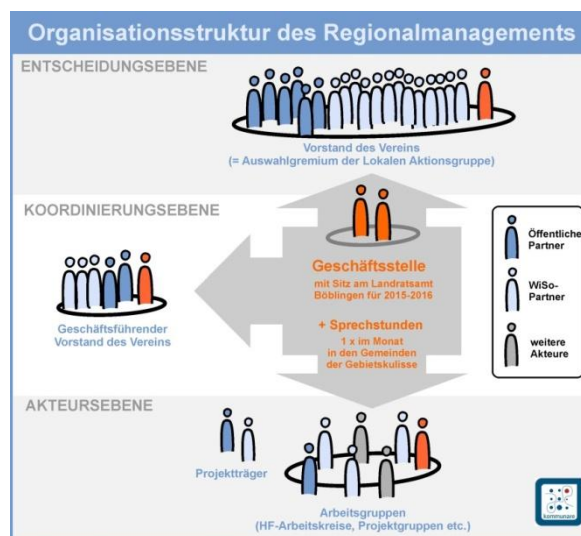 Organisationsstruktur des Regionalmanagements
ENTSCHEIDUNGSEBENE
Vorstand des Vereins
(= Auswahlgremium der Lokalen Aktionsgruppe)
KOORDINIERUNGSEBENE
Geschäftsführender
Vorstand des Vereins
Geschäftsstelle
mit Sitz am Landratsamt
Böblingen für 2015-2016
+ Sprechstunden
1 x im Monat
in den Gemeinden
der Gebietskulisse
Öffentliche
Partner
WiSo-
Partner
weitere
Akteure
AKTEURSEBENE
Projektträger
Arbeitsgruppen
(HF-Arbeitskreise, Projektgruppen etc.)
kommunare